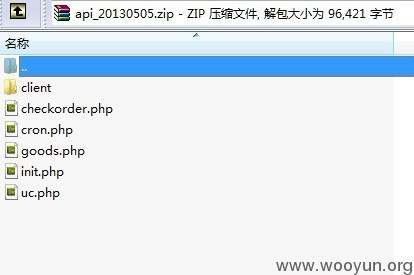 api_20130505.zip - ZIP 压缩文件, 解包大小为 96,421 字节
名称
..
client
checkorder.php
cron.php
goods.php
init.php
uc.php
www.wooyun.org